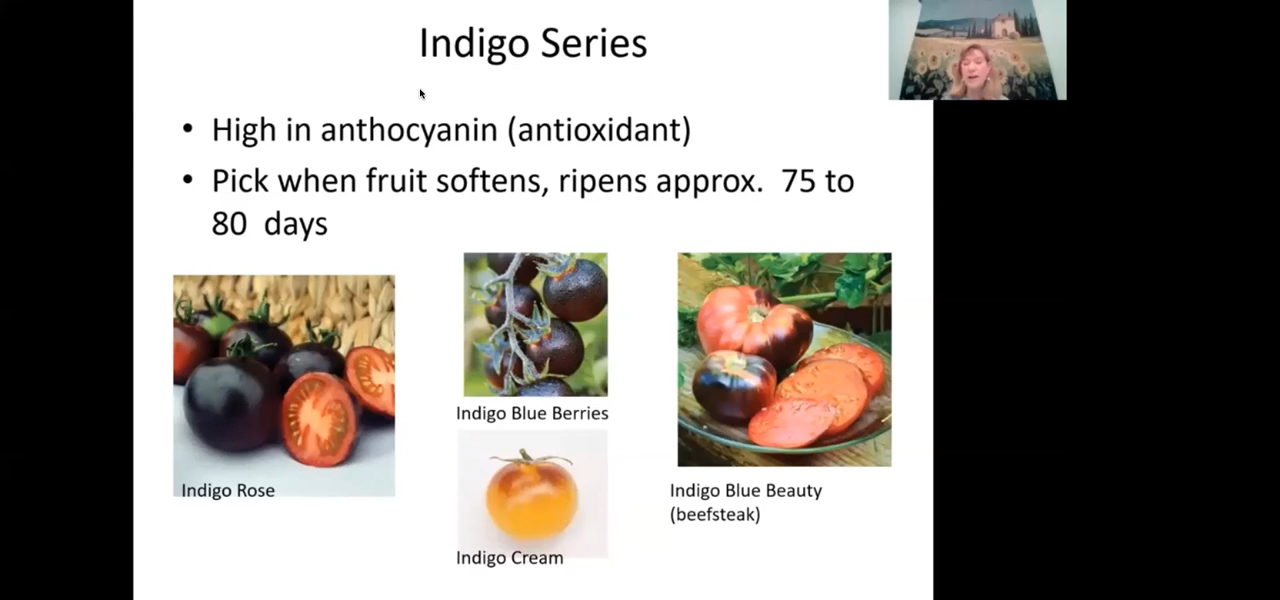 Indigo Series
• High in anthocyanin (antioxidant)
• Pick when fruit softens, ripens approx.  75 to
80  days
Indigo Rose
Indigo Blue Berries
Indigo Cream
Indigo Blue Beauty
(beefsteak)